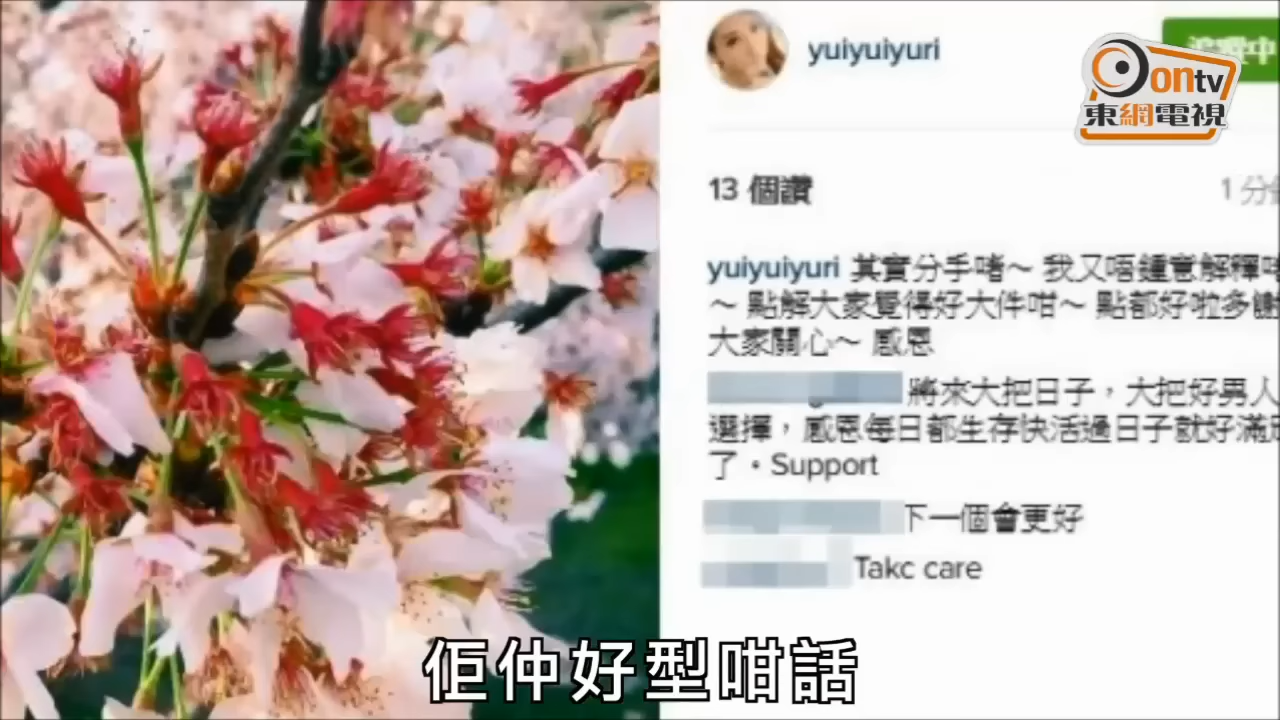 yuiyuiyuri
追蹤中
ontv
東網電視
13 個讚
1 分
yuiyuiyuri 其實分手啫～ 我又唔鍾意解釋
～ 點解大家覺得好大件咁～ 點都好啦多謝
大家關心～ 感恩
將來大把日子，大把好男人
選擇，感恩每日都生存快活過日子就好滿
了。Support
下一個會更好
Takc care
佢仲好型咁話